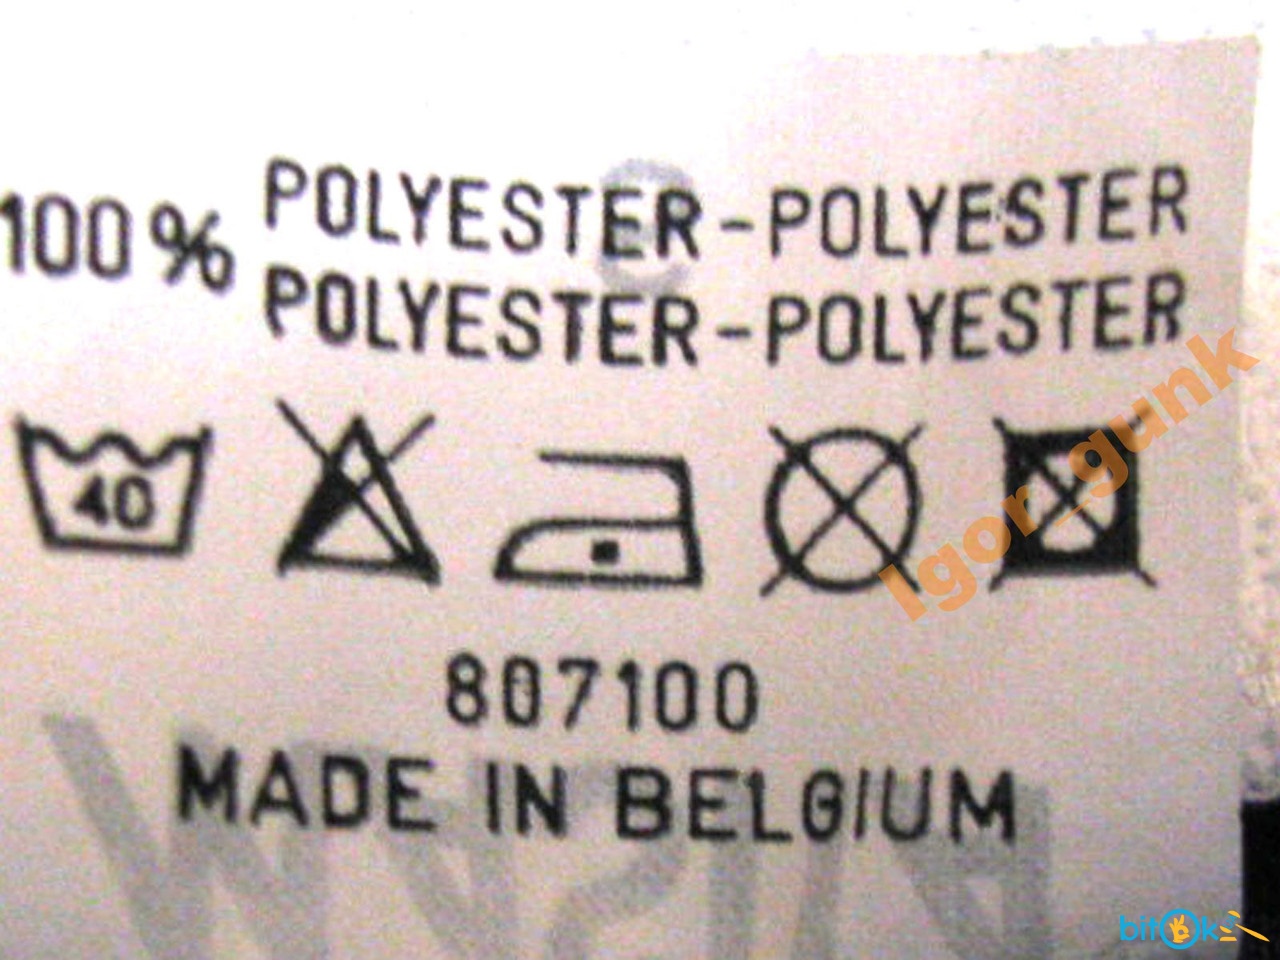 100% POLYESTER-POLYESTER
POLYESTER-POLYESTER
40
807100
MADE IN BELGIUM
Igor_gunk
bitOk